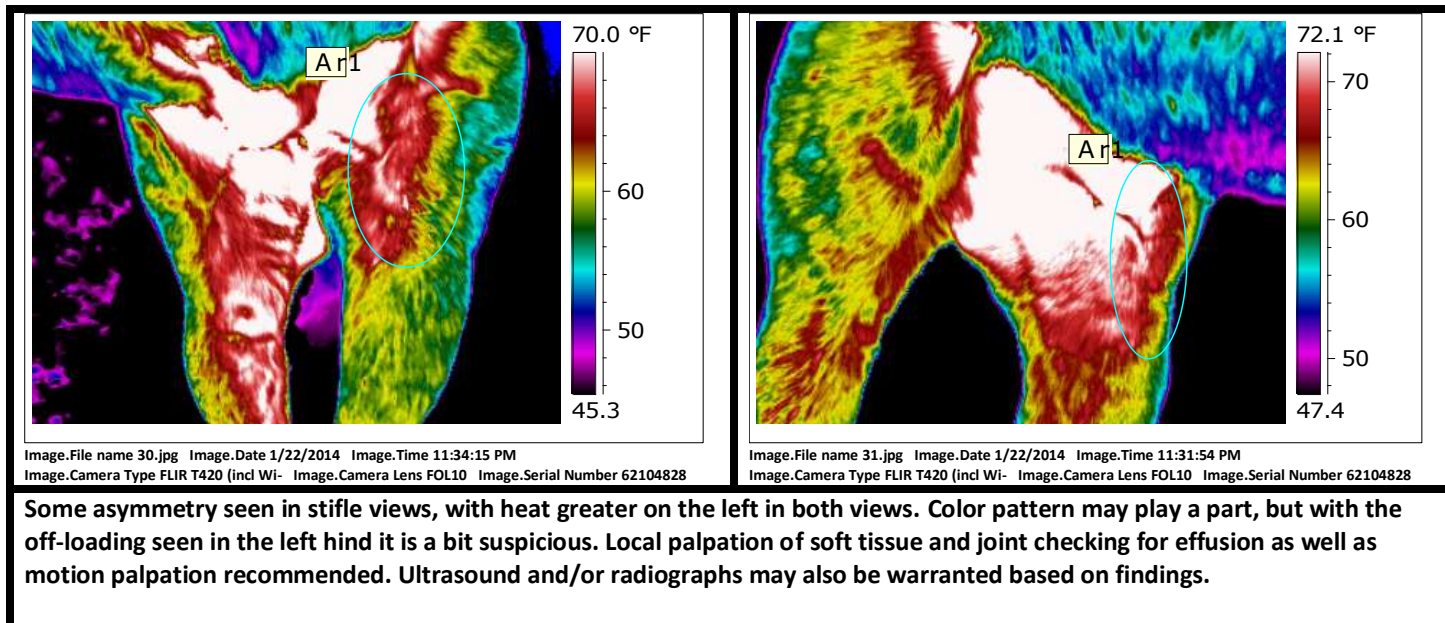 70.0 °F
Ar1
60
50
45.3
Image.File name 30.jpg Image.Date 1/22/2014 Image.Time 11:34:15 PM
Image.Camera Type FLIR T420 (incl Wi- Image.Camera Lens FOL10 Image.Serial Number 62104828
72.1 °F
70
Ar1
60
50
47.4
Image.File name 31.jpg Image.Date 1/22/2014 Image.Time 11:31:54 PM
Image.Camera Type FLIR T420 (incl Wi- Image.Camera Lens FOL10 Image.Serial Number 62104828
Some asymmetry seen in stifle views, with heat greater on the left in both views. Color pattern may play a part, but with the
off-loading seen in the left hind it is a bit suspicious. Local palpation of soft tissue and joint checking for effusion as well as
motion palpation recommended. Ultrasound and/or radiographs may also be warranted based on findings.